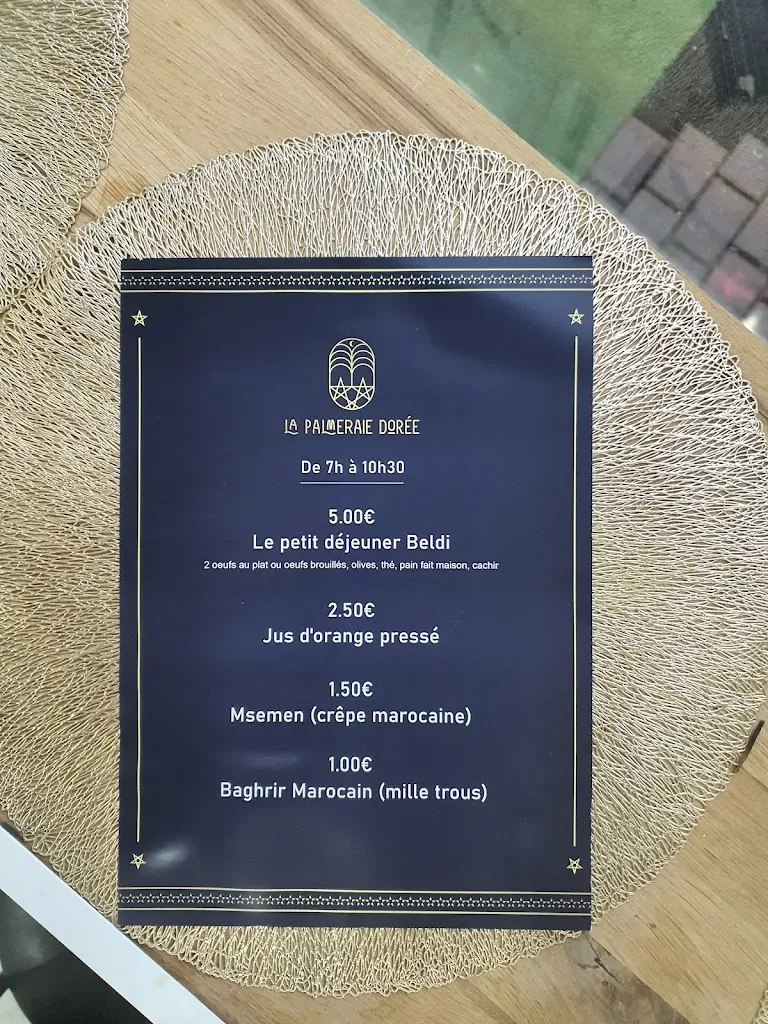 LA PALMERAIE DORÉE
De 7h à 10h30
5.00€
Le petit déjeuner Beldi
2 oeufs au plat ou oeufs brouillés, olives, thé, pain fait maison, cachir
2.50€
Jus d'orange pressé
1.50€
Msemen (crêpe marocaine)
1.00€
Baghrir Marocain (mille trous)